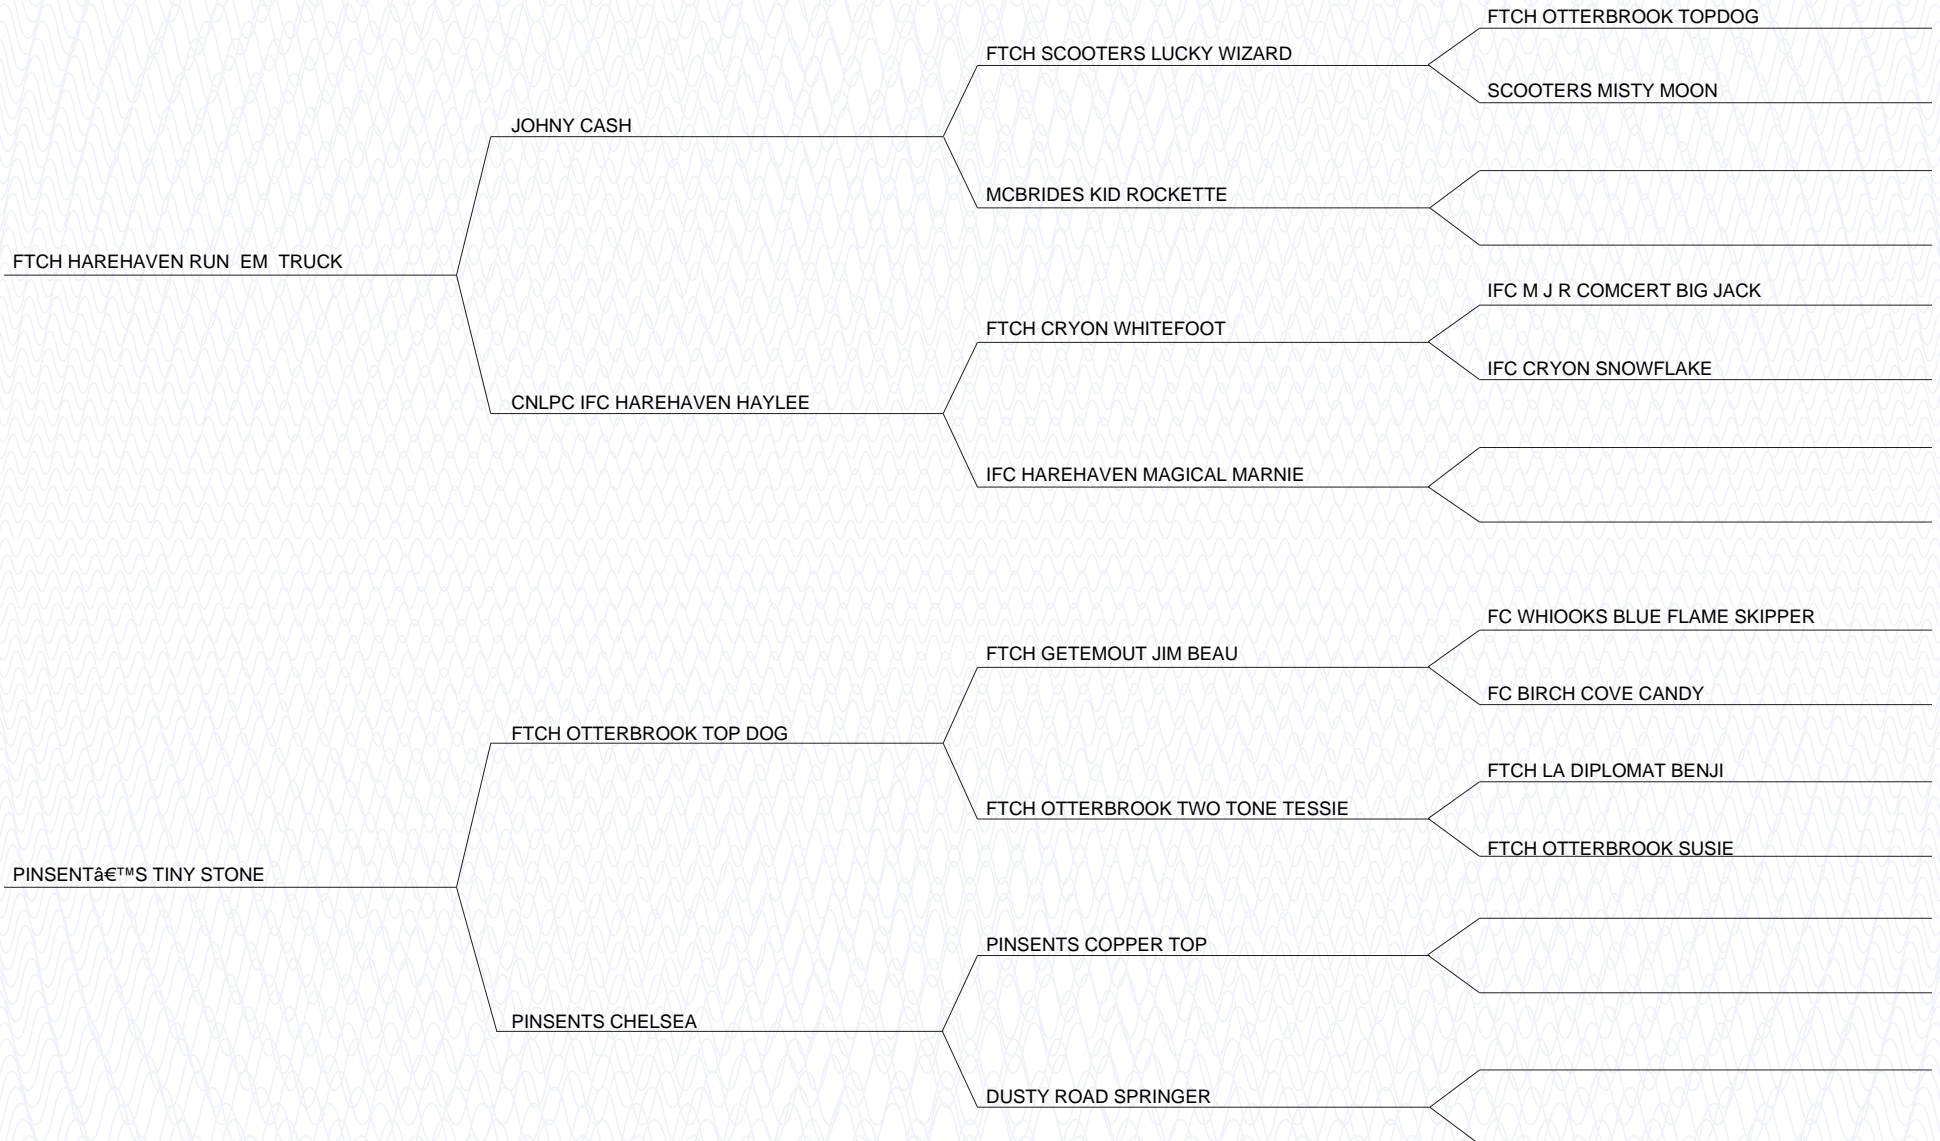 FTCH OTTERBROOK TOPDOG
FTCH SCOOTERS LUCKY WIZARD
SCOOTERS MISTY MOON
JOHNY CASH
MCBRIDES KID ROCKETTE
FTCH HAREHAVEN RUN  EM  TRUCK
IFC M J R COMCERT BIG JACK
FTCH CRYON WHITEFOOT
IFC CRYON SNOWFLAKE
CNLPC IFC HAREHAVEN HAYLEE
IFC HAREHAVEN MAGICAL MARNIE
FC WHIOOKS BLUE FLAME SKIPPER
FTCH GETEMOUT JIM BEAU
FC BIRCH COVE CANDY
FTCH OTTERBROOK TOP DOG
FTCH LA DIPLOMAT BENJI
FTCH OTTERBROOK TWO TONE TESSIE
FTCH OTTERBROOK SUSIE
PINSENTâ€™S TINY STONE
PINSENTS COPPER TOP
PINSENTS CHELSEA
DUSTY ROAD SPRINGER